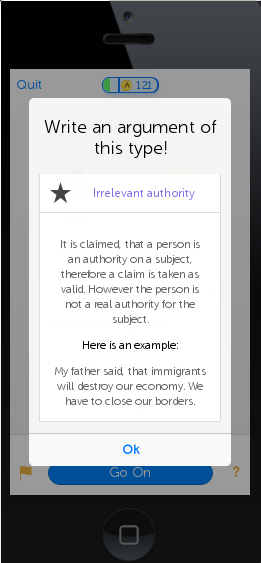 Quit
121
Write an argument of
this type!
Irrelevant authority
It is claimed, that a person is
an authority on a subject,
therefore a claim is taken as
valid. However the person is
not a real authority for the
subject.
Here is an example:
My father said, that immigrants
will destroy our economy. We
have to close our borders.
Ok
Go On
?